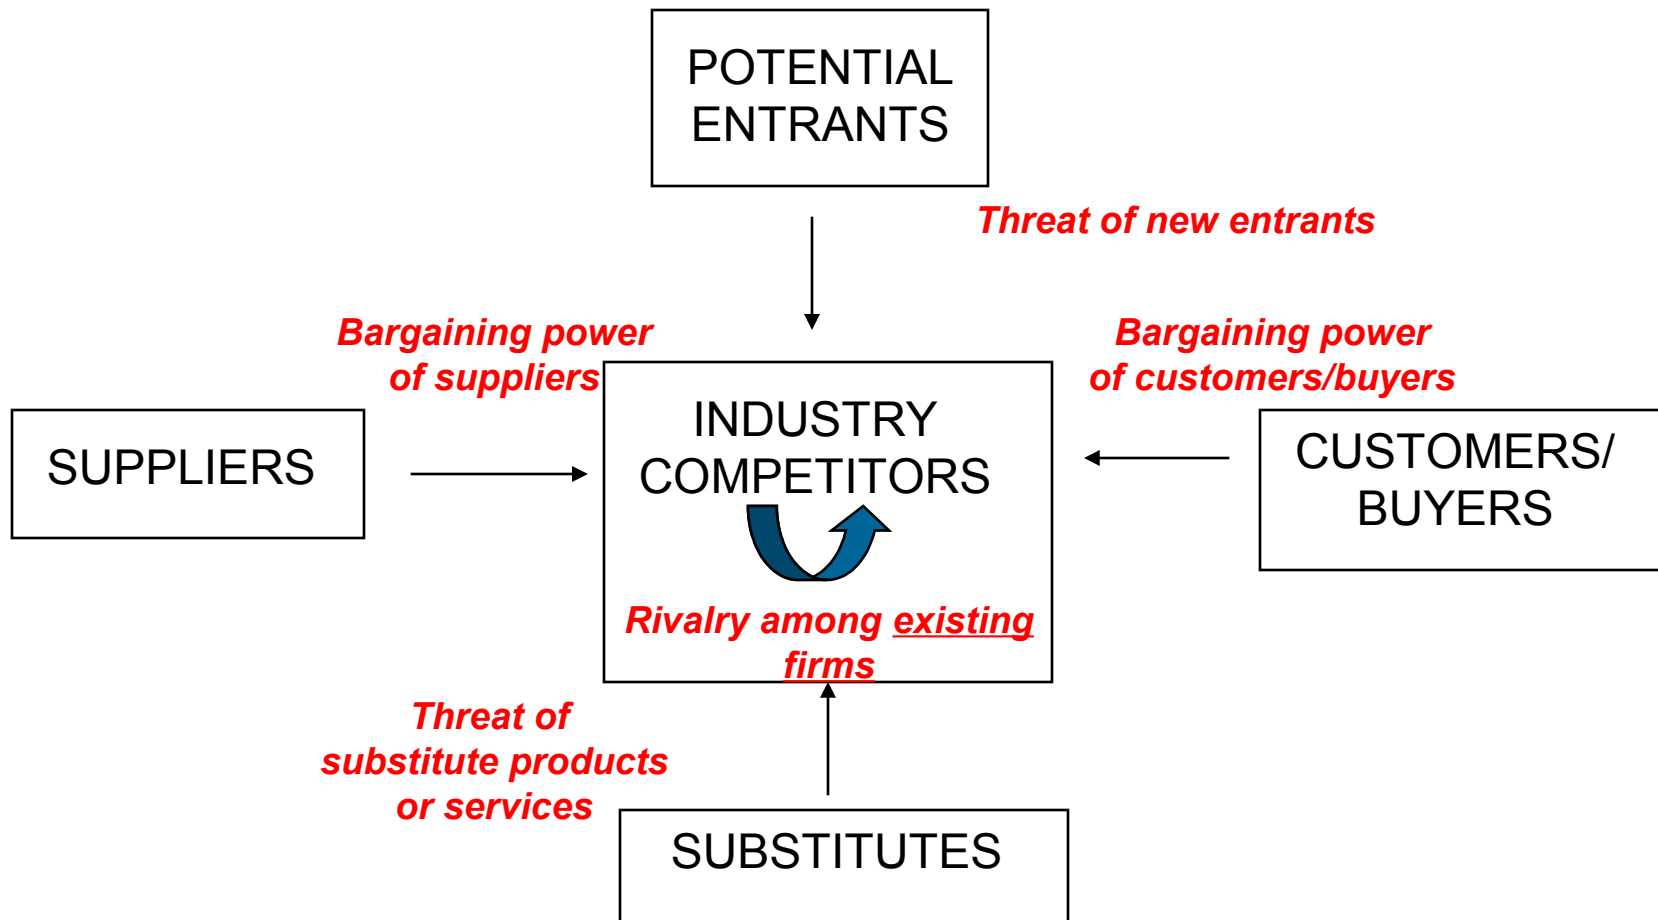 POTENTIAL
ENTRANTS
Threat of new entrants
Bargaining power
of suppliers
Bargaining power
of customers/buyers
SUPPLIERS
INDUSTRY
COMPETITORS
CUSTOMERS/
BUYERS
Rivalry among existing
firms
Threat of
substitute products
or services
SUBSTITUTES